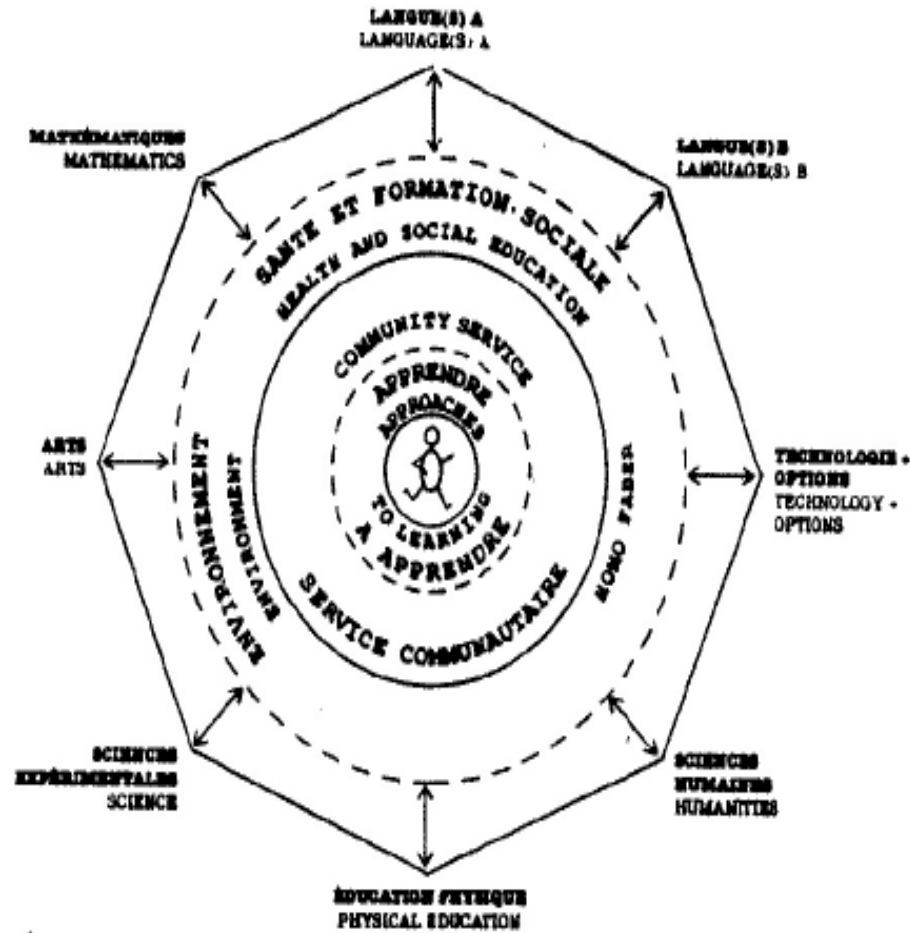 LANGUE(S) A
LANGUAGE(S) A
MATHÉMATIQUES
MATHEMATICS
LANGUE(S) B
LANGUAGE(S) B
SANTE ET FORMATION SOCIALE
HEALTH AND SOCIAL EDUCATION
COMMUNITY SERVICE
APPRENDRE
APPROACHES
TO LEARNING
A APPRENDRE
SERVICE COMMUNAUTAIRE
ENVIRONNEMENT
ENVIRONMENT
HOMO FABER
ARTS
ARTS
TECHNOLOGIE +
OPTIONS
TECHNOLOGY +
OPTIONS
SCIENCES
EXPÉRIMENTALES
SCIENCE
SCIENCES
HUMAINES
HUMANITIES
ÉDUCATION PHYSIQUE
PHYSICAL EDUCATION